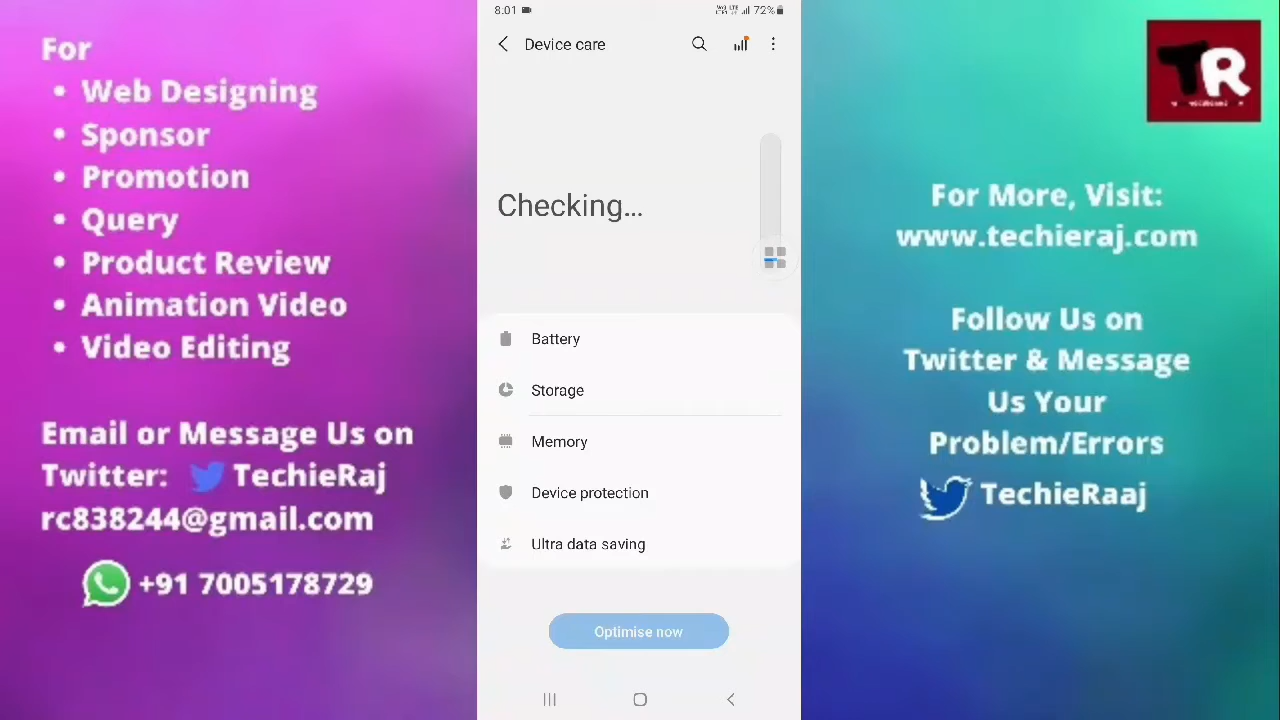 For
• Web Designing
• Sponsor
• Promotion
• Query
• Product Review
• Animation Video
• Video Editing
Email or Message Us on
Twitter: TechieRaj
rc838244@gmail.com
+91 7005178729
8:01
72%
Device care
Checking...
Battery
Storage
Memory
Device protection
Ultra data saving
Optimise now
TR
For More, Visit:
www.techieraj.com
Follow Us on
Twitter & Message
Us Your
Problem/Errors
TechieRaaj